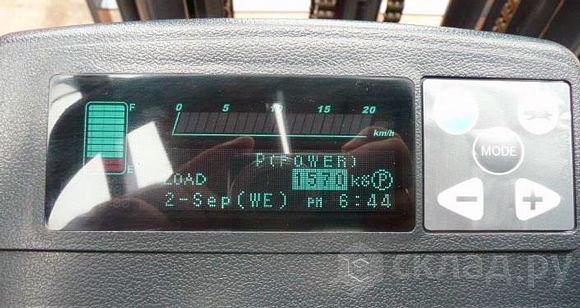 F
0 5 10 15 20
km/h
E
P(POWER)
LOAD 1570 kg P
2-Sep(WE) PM 6:44
MODE
− +
склад.ру